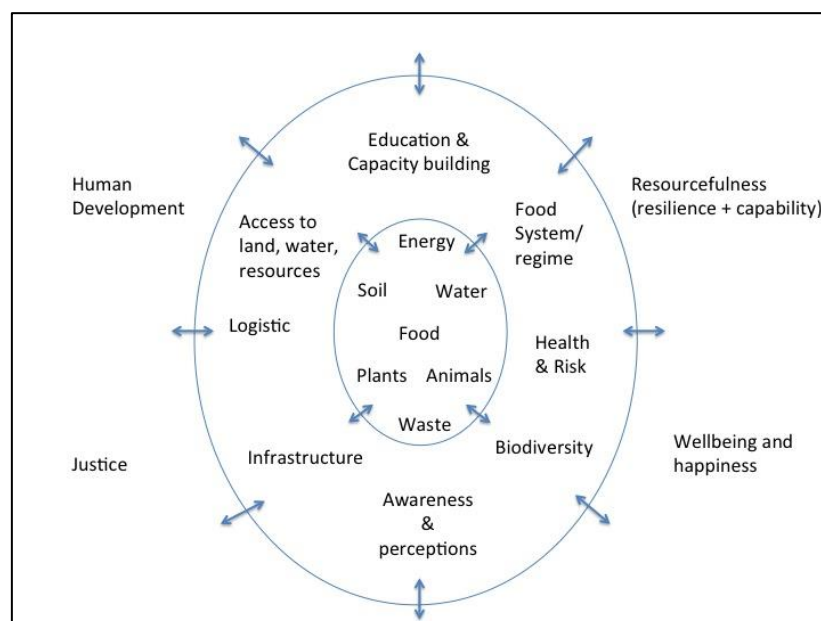 Education &
Capacity building
Human
Development
Resourcefulness
(resilience + capability)
Access to
land, water,
resources
Food
System/
regime
Energy
Soil
Water
Logistic
Food
Health
& Risk
Plants
Animals
Waste
Infrastructure
Biodiversity
Justice
Wellbeing and
happiness
Awareness
&
perceptions